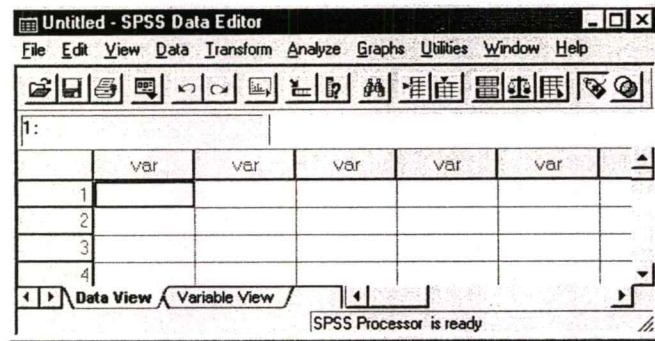 Untitled - SPSS Data Editor
File Edit View Data Transform Analyze Graphs Utilities Window Help
1:
var var var var var
1
2
3
4
Data View Variable View
SPSS Processor is ready